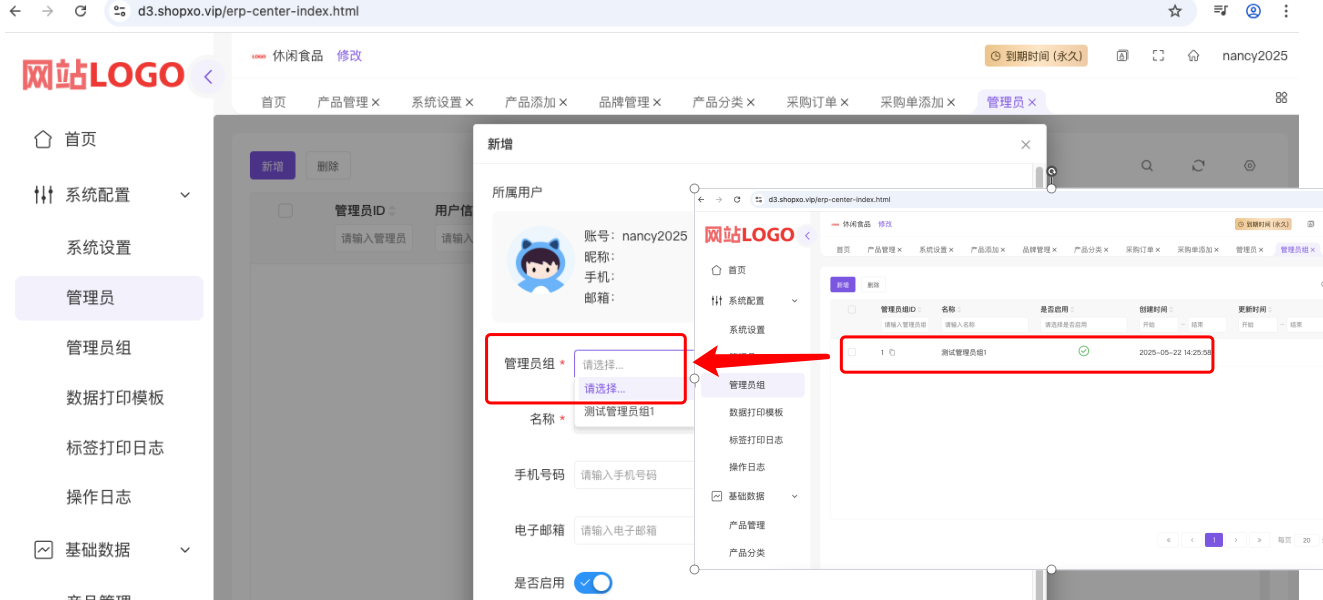 d3.shopxo.vip/erp-center-index.html
网站LOGO
LOGO 休闲食品 修改
到期时间 (永久)
nancy2025
首页 产品管理 × 系统设置 × 产品添加 × 品牌管理 × 产品分类 × 采购订单 × 采购单添加 × 管理员 ×
首页
系统配置
系统设置
管理员
管理员组
数据打印模板
标签打印日志
操作日志
基础数据
产品管理
新增 删除
管理员ID 用户信
请输入管理员 请输入
新增
所属用户
账号: nancy2025
昵称:
手机:
邮箱:
管理员组 * 请选择...
请选择...
测试管理员组1
名称 *
手机号码 请输入手机号码
电子邮箱 请输入电子邮箱
是否启用
d3.shopxo.vip/erp-center-index.html
网站LOGO
休闲食品 修改
到期时间 (永久)
首页 产品管理 × 系统设置 × 产品添加 × 品牌管理 × 产品分类 × 采购订单 × 采购单添加 × 管理员 × 管理员组 ×
首页
系统配置
系统设置
管理员组
数据打印模板
标签打印日志
操作日志
基础数据
产品管理
产品分类
新增 删除
管理员组ID 名称 是否启用 创建时间 更新时间
请输入管理员组 请输入名称 请选择是否启用 开始 - 结束 开始 - 结束
1 测试管理员组1 2025-05-22 14:25:58
« ‹ 1 › » 每页 20